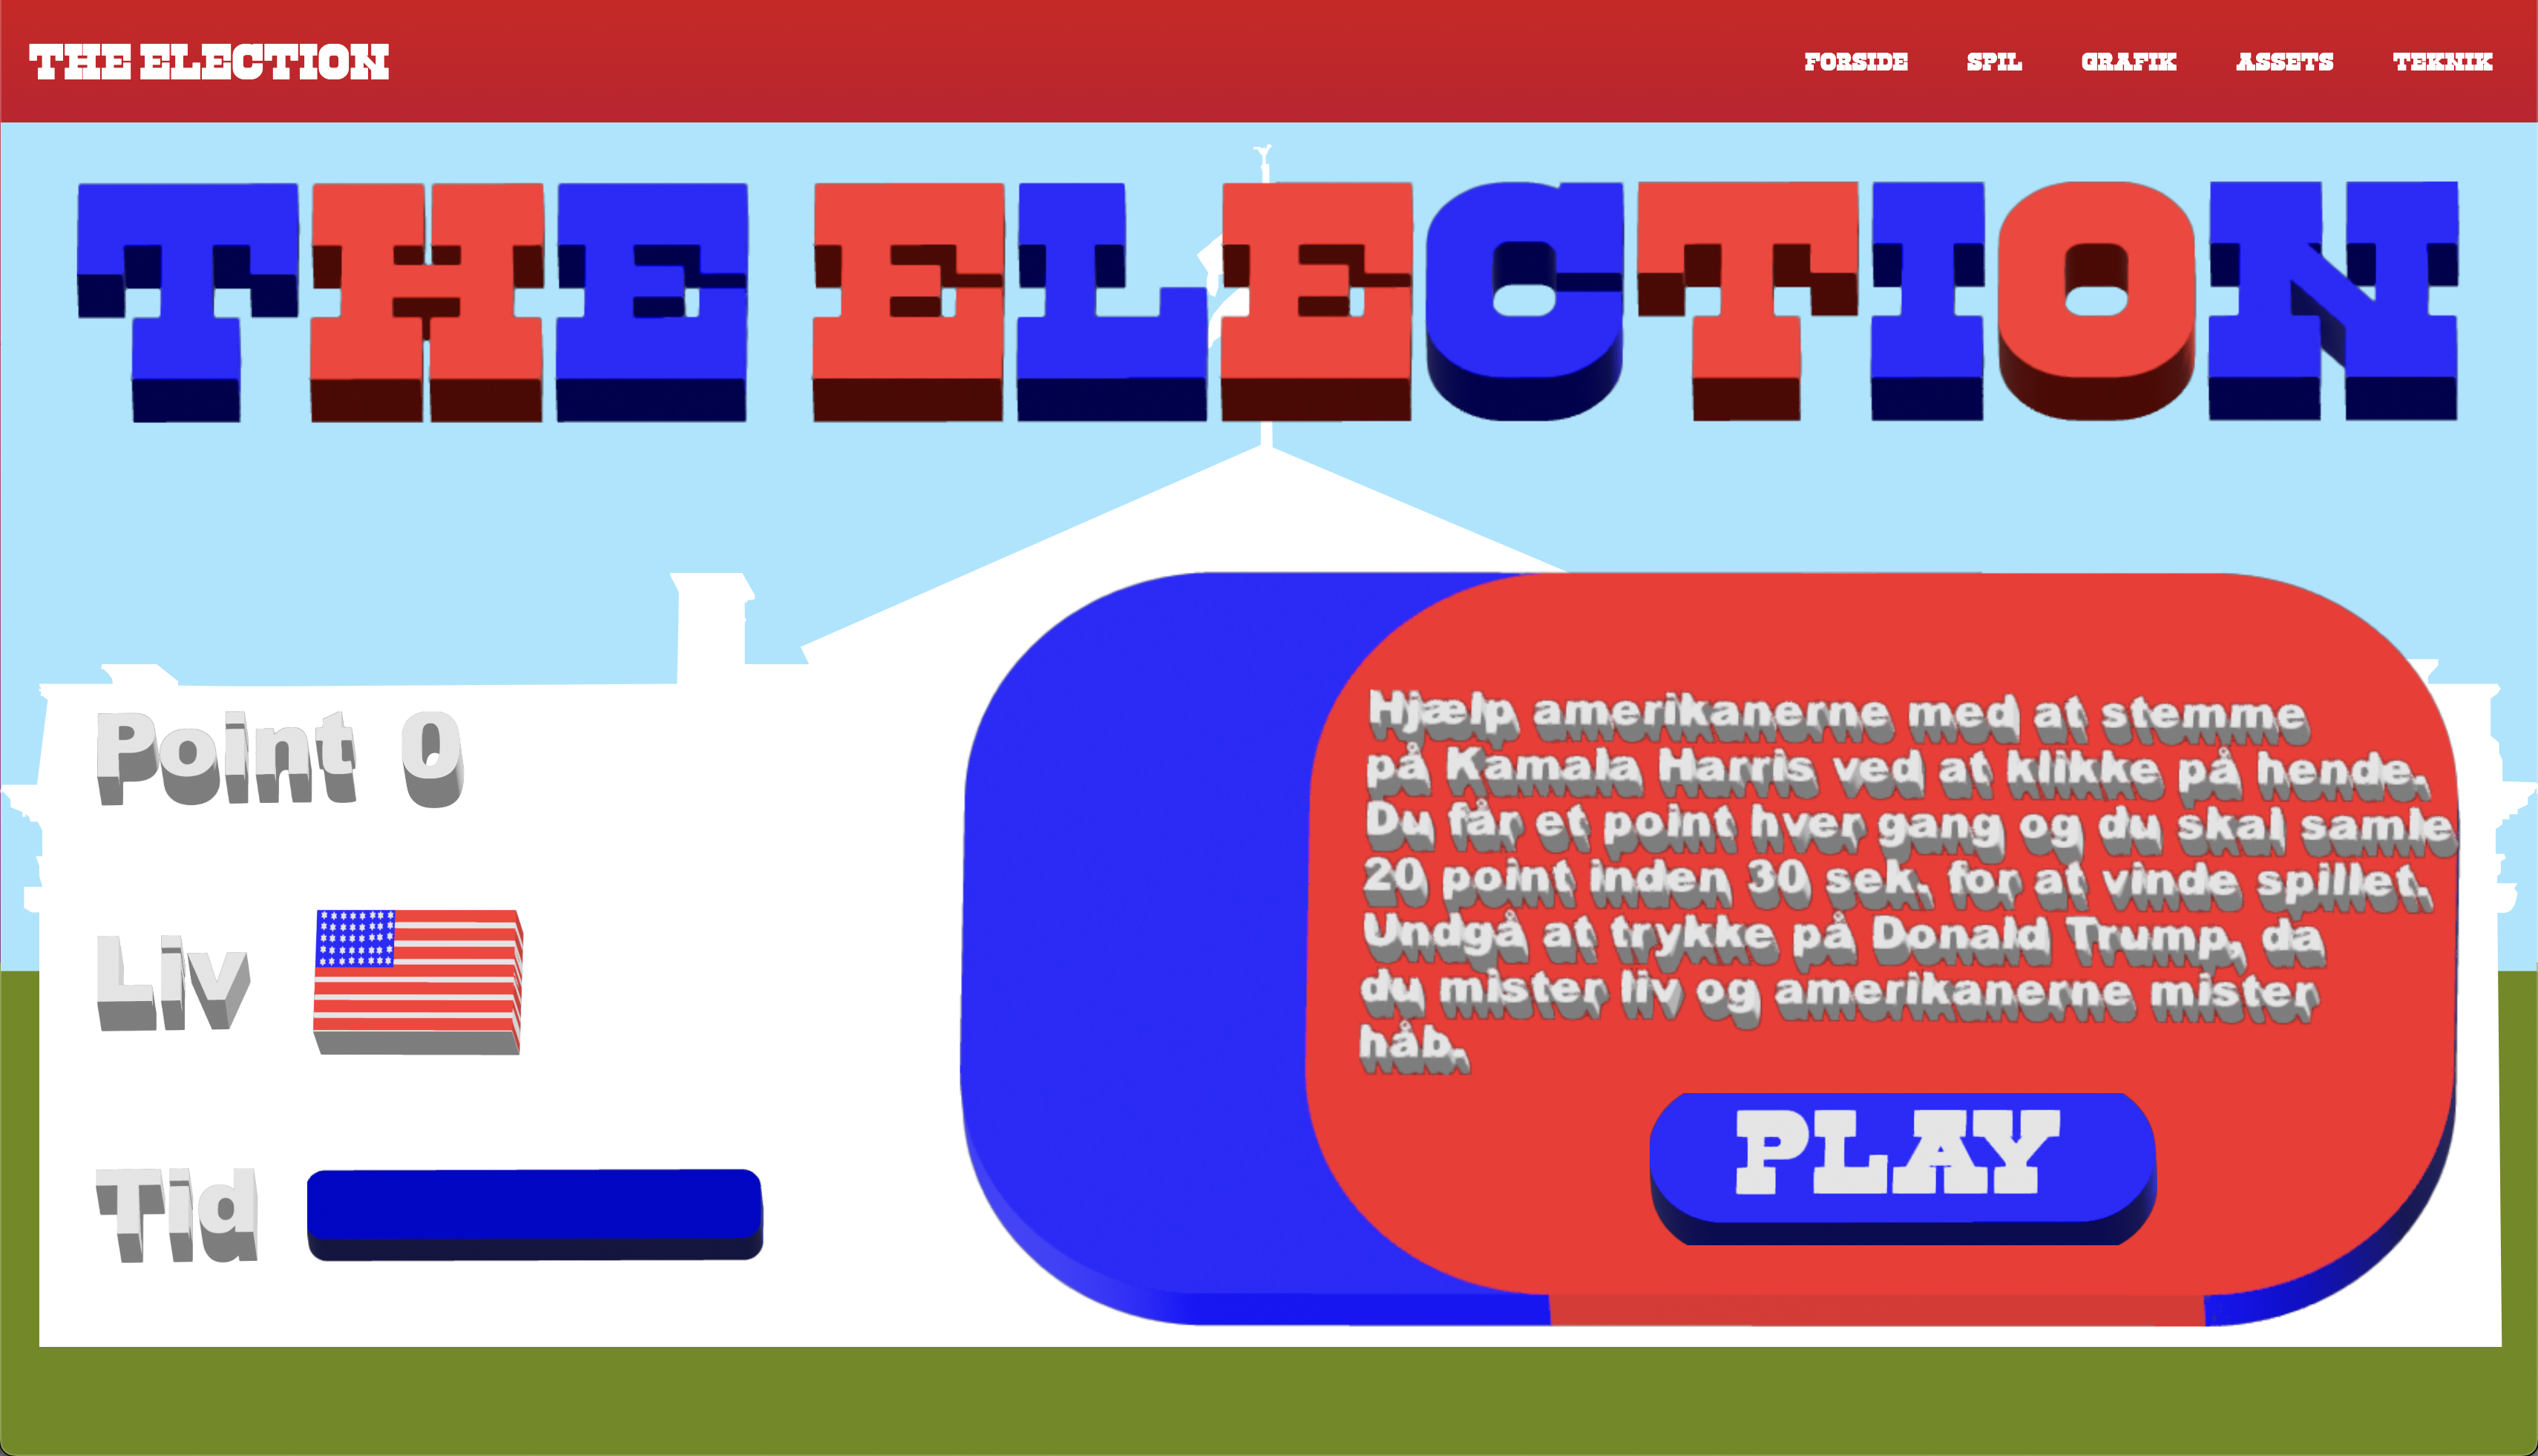 THE ELECTION
FORSIDE SPIL GRAFIK ASSETS TEKNIK
THE ELECTION
Point 0
Liv
Tid
Hjælp amerikanerne med at stemme
på Kamala Harris ved at klikke på hende.
Du får et point hver gang og du skal samle
20 point inden 30 sek. for at vinde spillet.
Undgå at trykke på Donald Trump, da
du mister liv og amerikanerne mister
håb.
PLAY